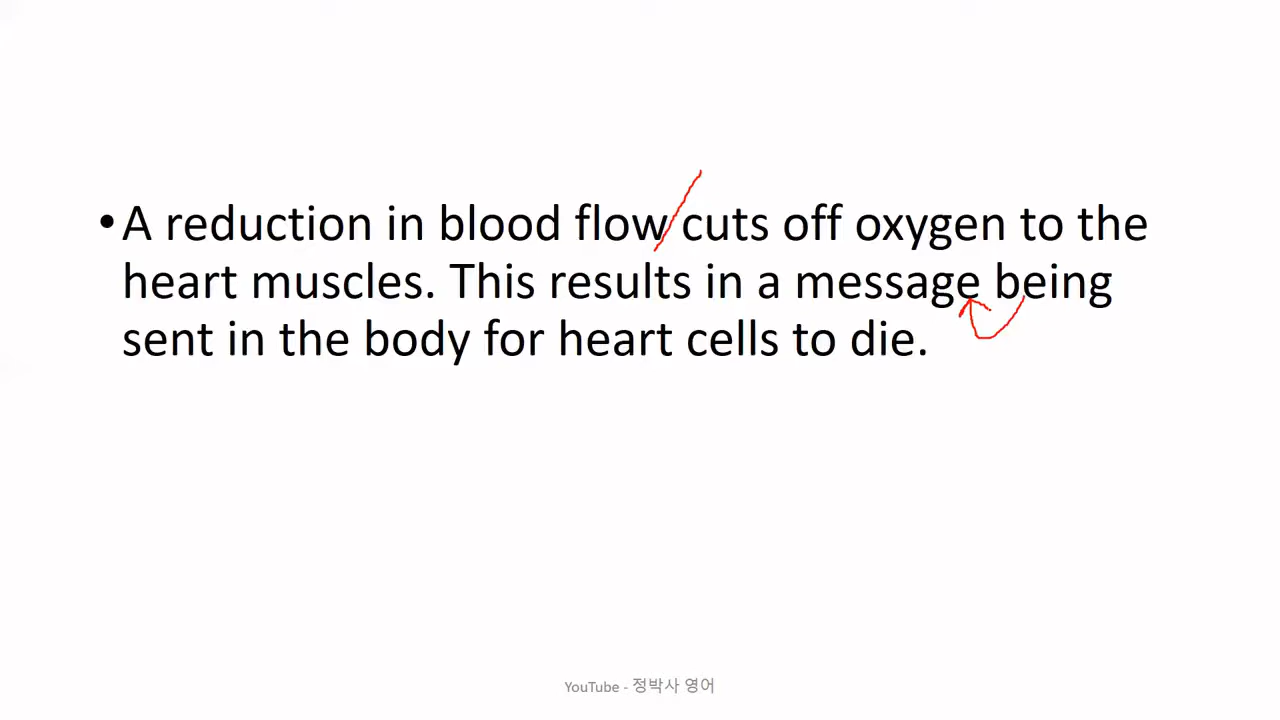 •A reduction in blood flow cuts off oxygen to the
heart muscles. This results in a message being
sent in the body for heart cells to die.
YouTube - 정박사 영어